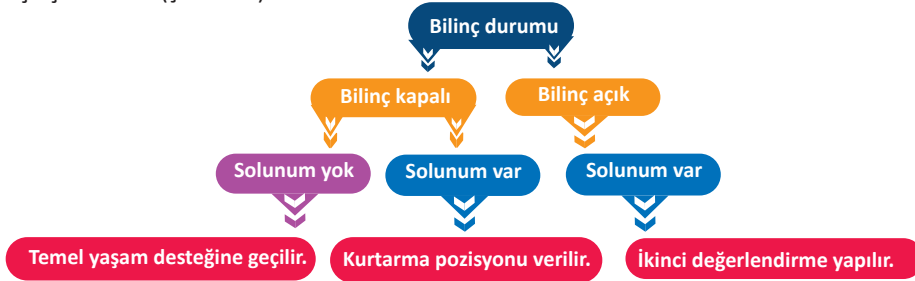 Bilinç durumu
Bilinç kapalı
Bilinç açık
Solunum yok
Solunum var
Solunum var
Temel yaşam desteğine geçilir.
Kurtarma pozisyonu verilir.
İkinci değerlendirme yapılır.